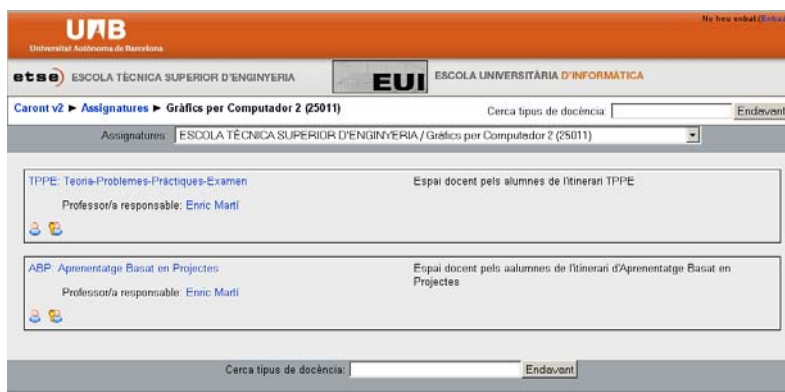 No heu entrat (Entra
UAB
Universitat Autònoma de Barcelona
etse) ESCOLA TÈCNICA SUPERIOR D'ENGINYERIA
EUI ESCOLA UNIVERSITÀRIA D'INFORMÀTICA
Caront v2 ► Assignatures ► Gràfics per Computador 2 (25011)
Cerca tipus de docència: Endavant
Assignatures: ESCOLA TÈCNICA SUPERIOR D'ENGINYERIA / Gràfics per Computador 2 (25011)
TPPE: Teoria-Problemes-Pràctiques-Examen
Espai docent pels alumnes de l'itinerari TPPE
Professor/a responsable: Enric Martí
ABP: Aprenentatge Basat en Projectes
Espai docent pels aalumnes de l'itinerari d'Aprenentatge Basat en
Projectes
Professor/a responsable: Enric Martí
Cerca tipus de docència: Endavant